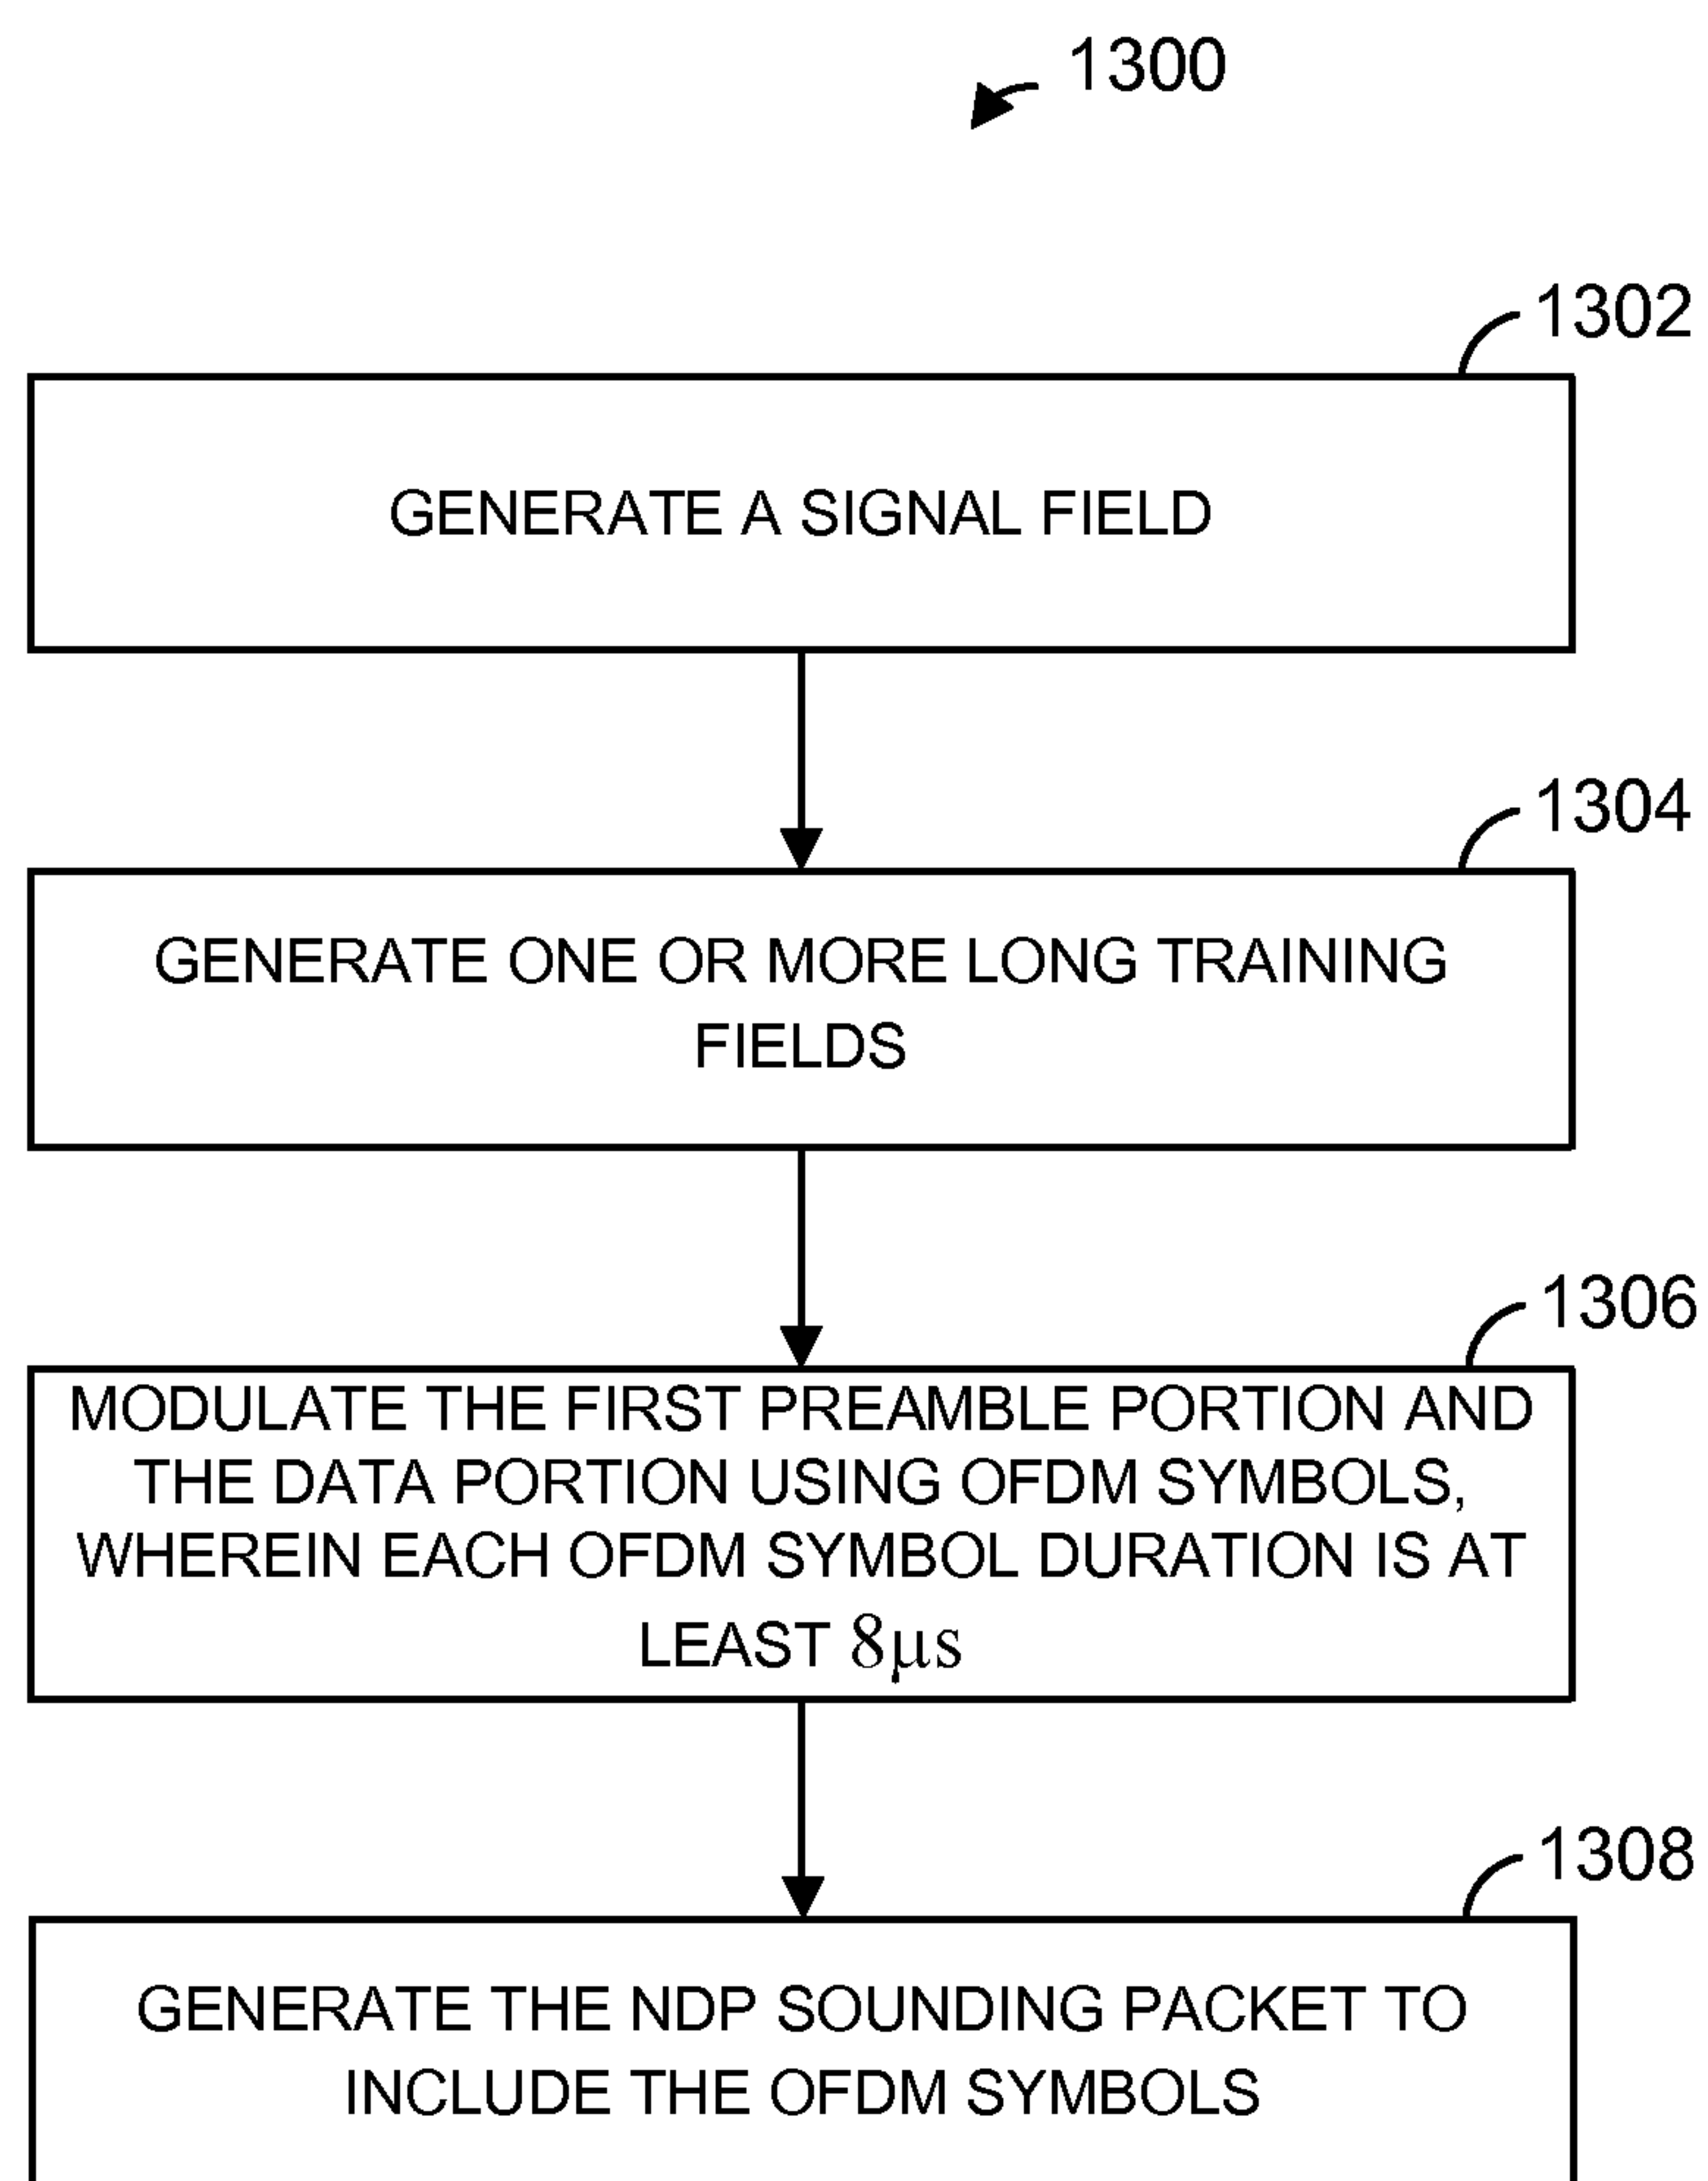 1300
1302
GENERATE A SIGNAL FIELD
1304
GENERATE ONE OR MORE LONG TRAINING
FIELDS
1306
MODULATE THE FIRST PREAMBLE PORTION AND
THE DATA PORTION USING OFDM SYMBOLS,
WHEREIN EACH OFDM SYMBOL DURATION IS AT
LEAST 8µs
1308
GENERATE THE NDP SOUNDING PACKET TO
INCLUDE THE OFDM SYMBOLS